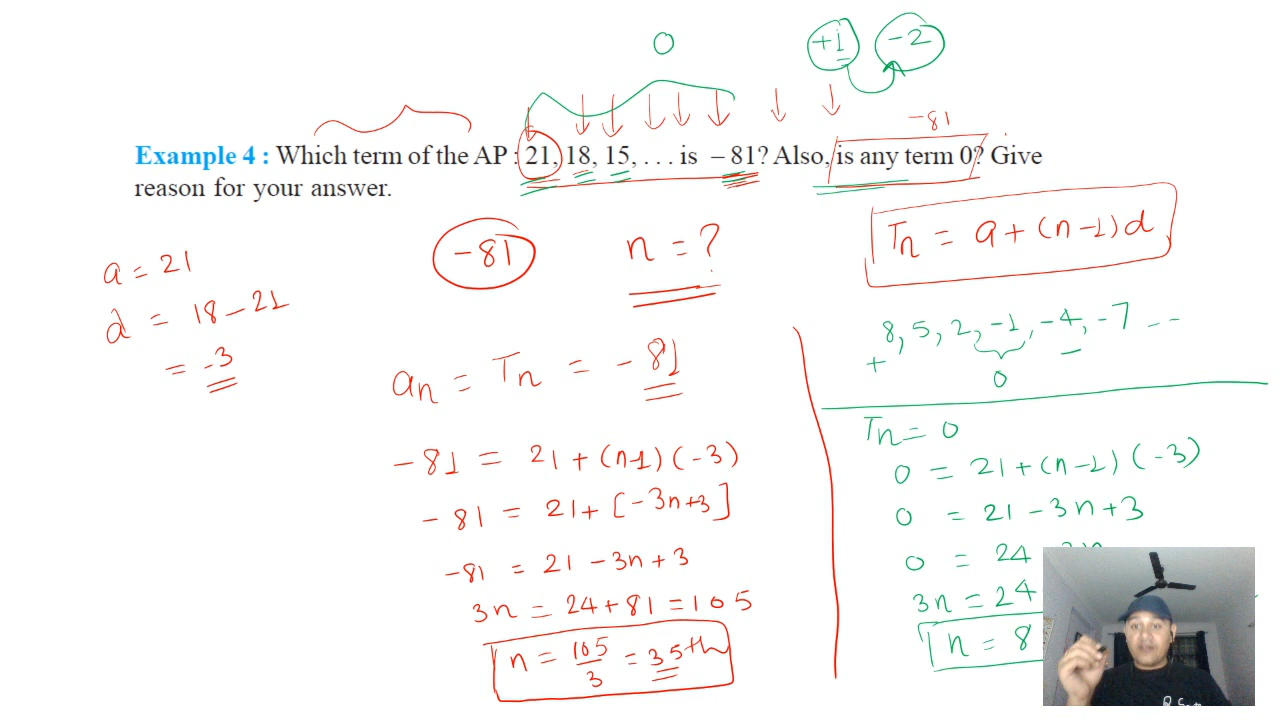 0
+1 -2
-81
Example 4 : Which term of the AP : 21, 18, 15, . . . is – 81? Also, is any term 0? Give
reason for your answer.
-81 n = ? Tn = a + (n-1)d
a = 21
d = 18 - 21
= -3
an = Tn = -81
-81 = 21 + (n-1)(-3)
-81 = 21 + [-3n+3]
-81 = 21 - 3n + 3
3n = 24 + 81 = 105
n = 105/3 = 35th
+ 8, 5, 2, -1, -4, -7 ...
0
Tn = 0
0 = 21 + (n-1)(-3)
0 = 21 - 3n + 3
0 = 24
3n = 24
n = 8